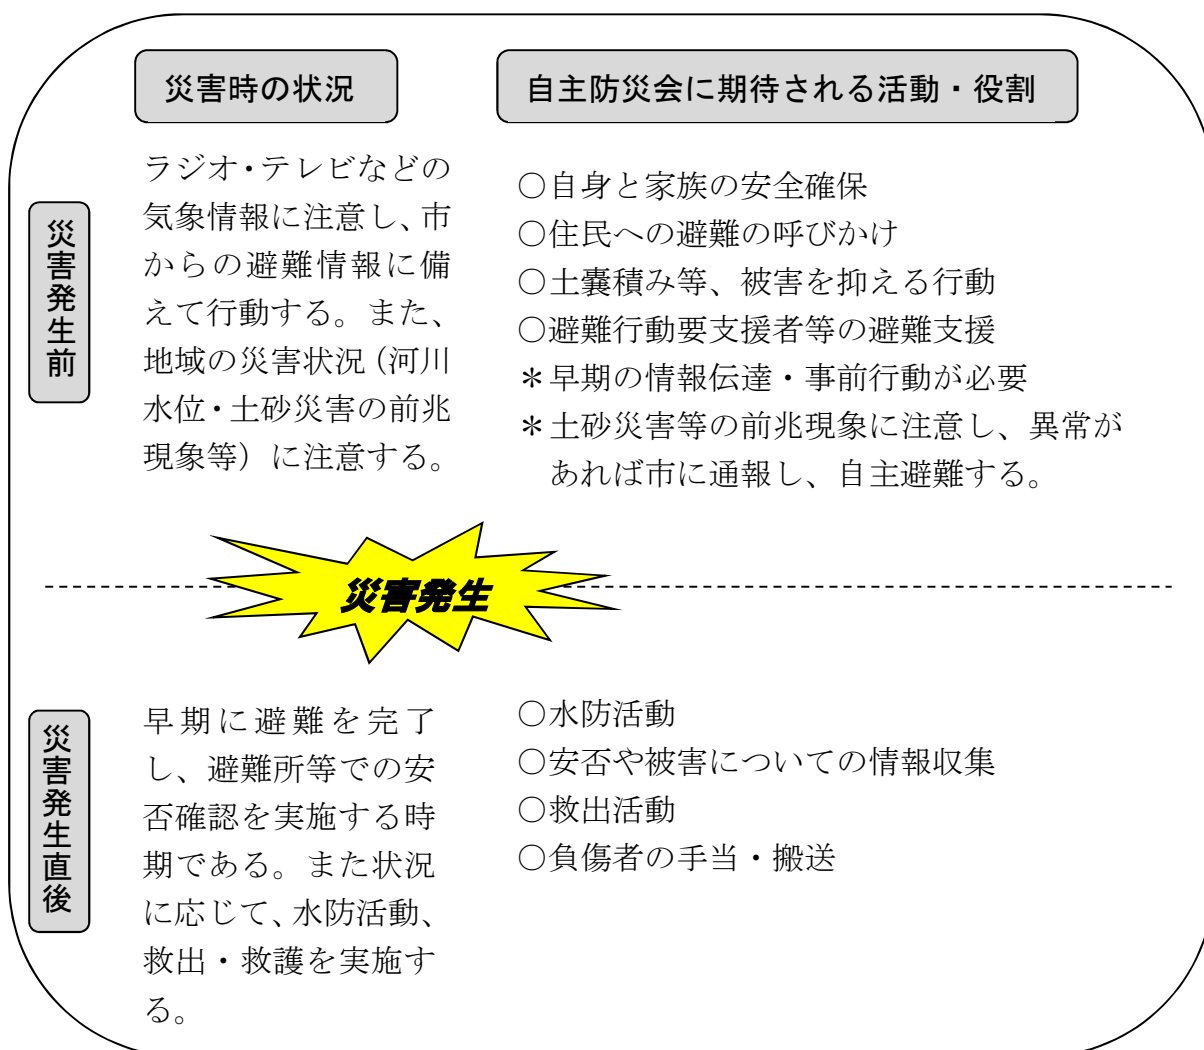 災害時の状況
自主防災会に期待される活動・役割
災害発生前
ラジオ・テレビなどの
気象情報に注意し、市
からの避難情報に備
えて行動する。また、
地域の災害状況（河川
水位・土砂災害の前兆
現象等）に注意する。
○自身と家族の安全確保
○住民への避難の呼びかけ
○土嚢積み等、被害を抑える行動
○避難行動要支援者等の避難支援
＊早期の情報伝達・事前行動が必要
＊土砂災害等の前兆現象に注意し、異常が
あれば市に通報し、自主避難する。
災害発生
災害発生直後
早期に避難を完了
し、避難所等での安
否確認を実施する時
期である。また状況
に応じて、水防活動、
救出・救護を実施す
る。
○水防活動
○安否や被害についての情報収集
○救出活動
○負傷者の手当・搬送